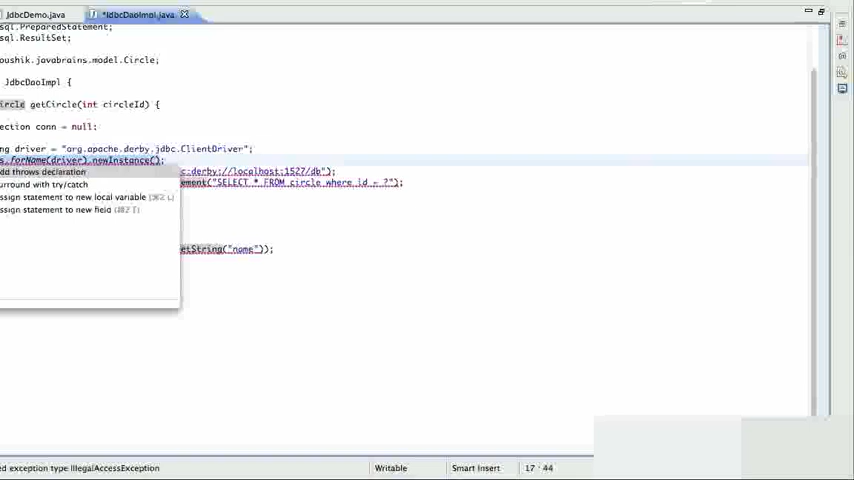 JdbcDemo.java *JdbcDaoImpl.java
sql.PreparedStatement;
sql.ResultSet;
oushik.javabrains.model.Circle;
JdbcDaoImpl {
ircle getCircle(int circleId) {
ection conn = null;
ng driver = "org.apache.derby.jdbc.ClientDriver";
s.forName(driver).newInstance();
dd throws declaration
c:derby://localhost:1527/db");
urround with try/catch
ement("SELECT * FROM circle where id = ?");
ssign statement to new local variable (⌘2 L)
ssign statement to new field (⌘2 F)
etString("name"));
ed exception type IllegalAccessException Writable Smart Insert 17 : 44